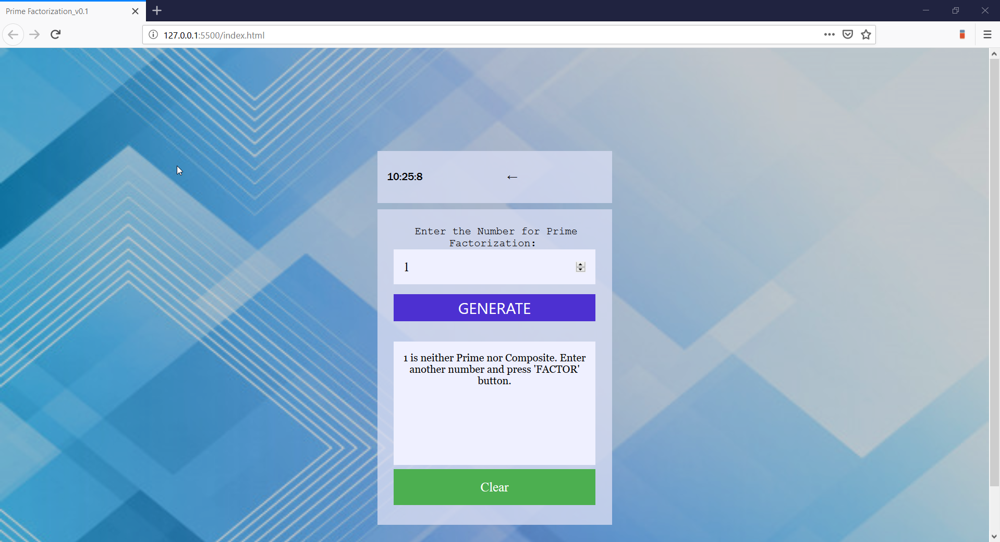 Prime Factorization_v0.1
127.0.0.1:5500/index.html
10:25:8
←
Enter the Number for Prime
Factorization:
1
GENERATE
1 is neither Prime nor Composite. Enter
another number and press 'FACTOR'
button.
Clear